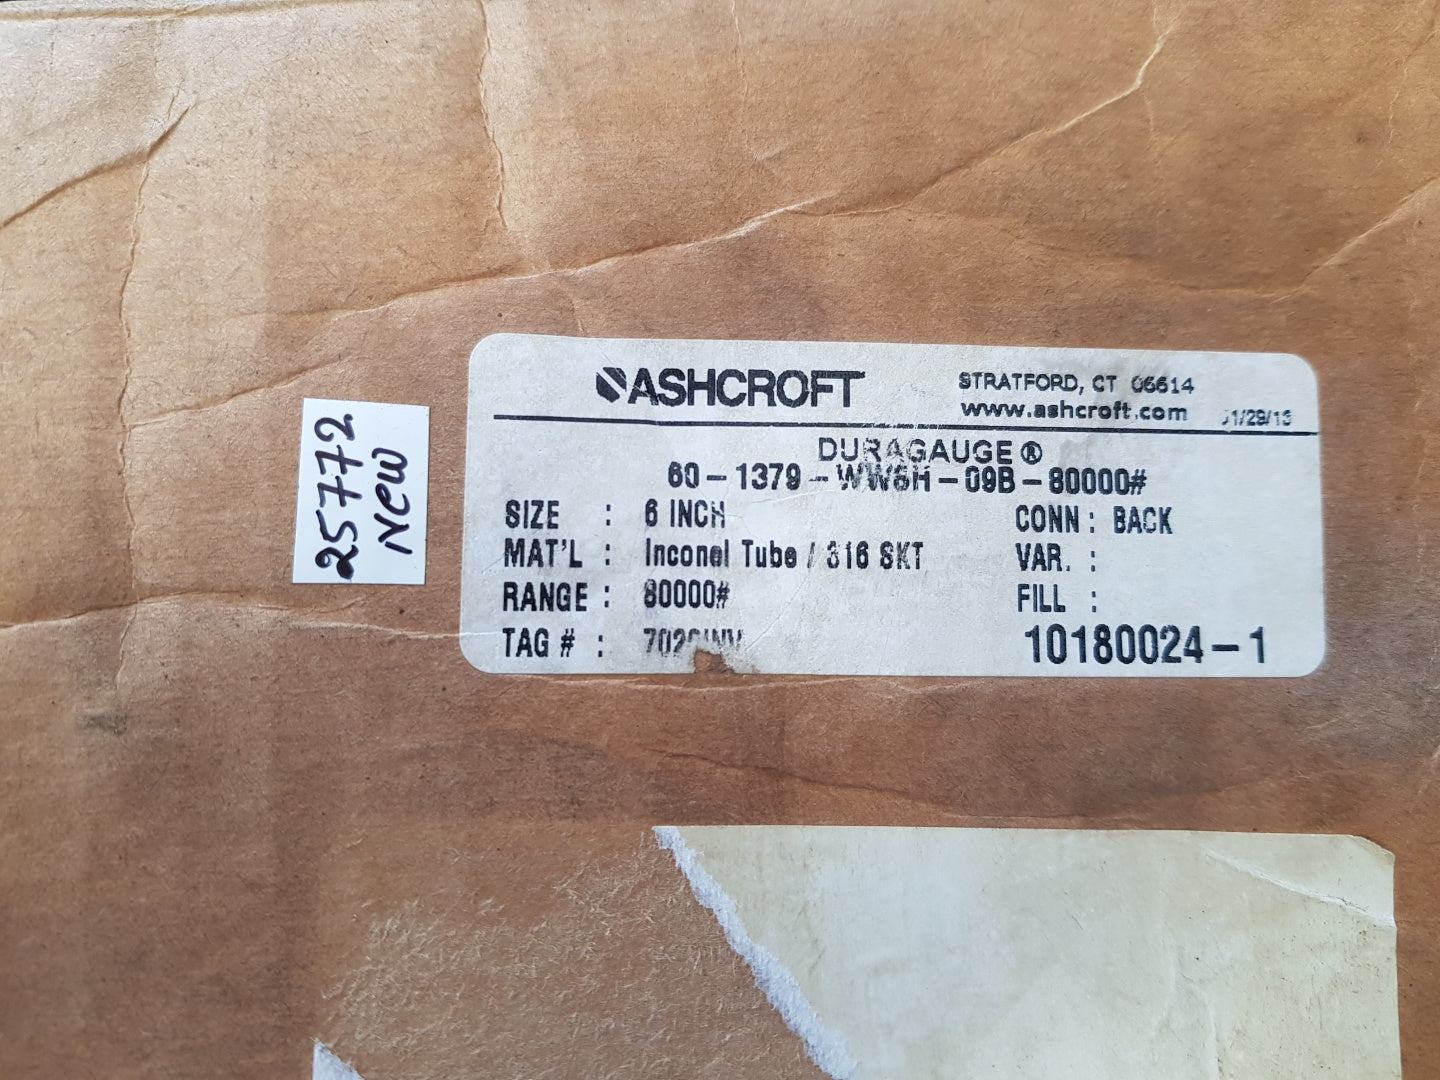 25772
New
ASHCROFT
STRATFORD, CT 06614
www.ashcroft.com
DURAGAUGE®
60-1379-WW6H-09B-80000#
SIZE : 6 INCH
CONN : BACK
MAT'L : Inconel Tube / 316 SKT
VAR. :
RANGE : 80000#
FILL :
TAG # :
10180024-1